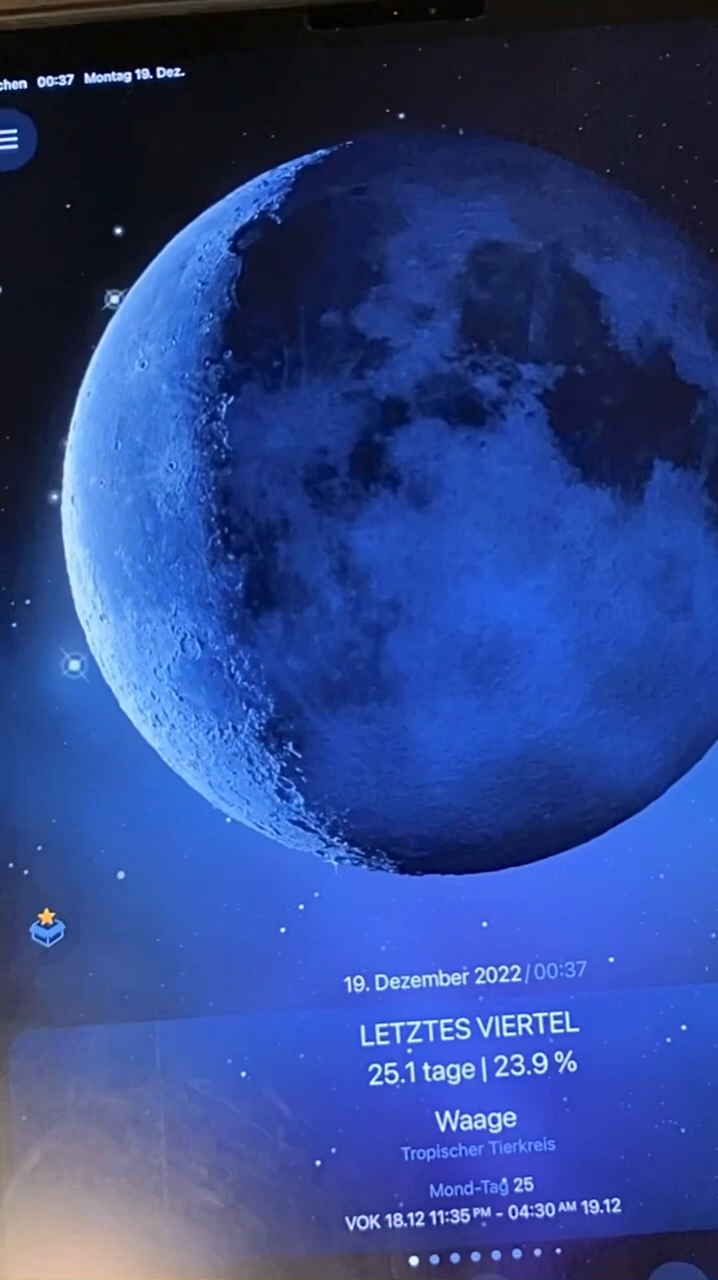 chen 00:37 Montag 19. Dez.
19. Dezember 2022 / 00:37
LETZTES VIERTEL
25.1 tage | 23.9 %
Waage
Tropischer Tierkreis
Mond-Tag 25
VOK 18.12 11:35 PM - 04:30 AM 19.12